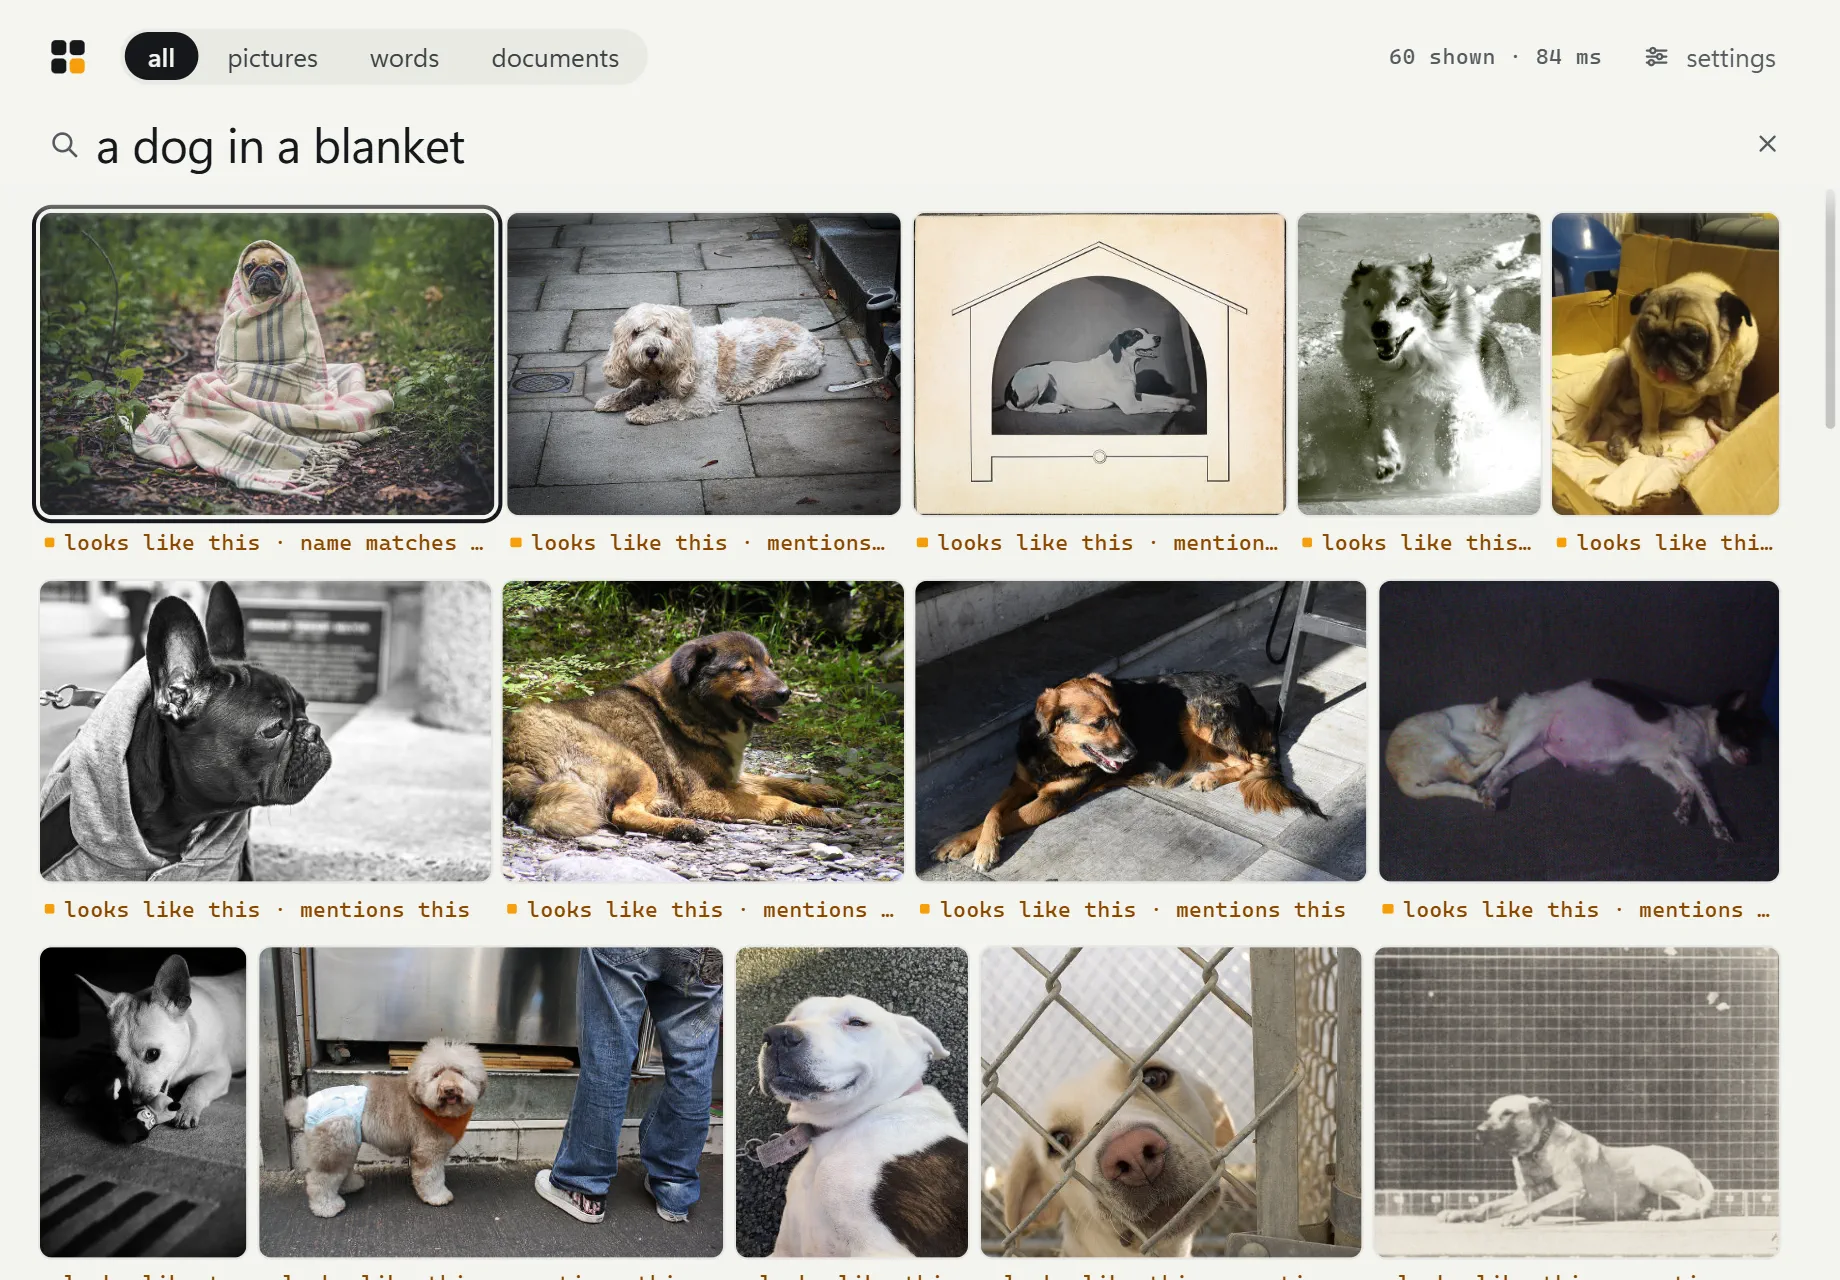 all pictures words documents
60 shown · 84 ms settings
a dog in a blanket
looks like this · name matches …
looks like this · mentions…
looks like this · mention…
looks like this…
looks like thi…
looks like this · mentions this
looks like this · mentions …
looks like this · mentions this
looks like this · mentions …